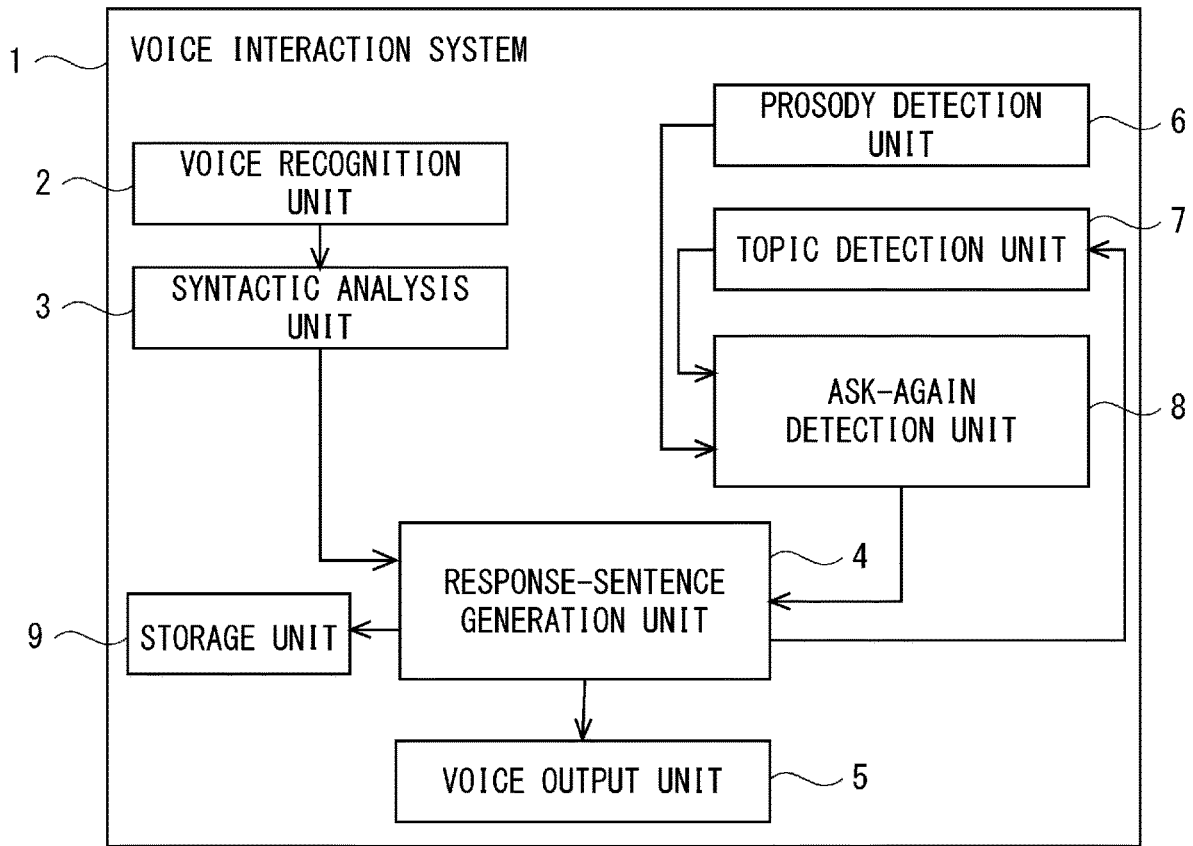 1
VOICE INTERACTION SYSTEM
PROSODY DETECTION
UNIT
6
2
VOICE RECOGNITION
UNIT
7
TOPIC DETECTION UNIT
3
SYNTACTIC ANALYSIS
UNIT
ASK-AGAIN
DETECTION UNIT
8
4
RESPONSE-SENTENCE
GENERATION UNIT
9
STORAGE UNIT
VOICE OUTPUT UNIT
5